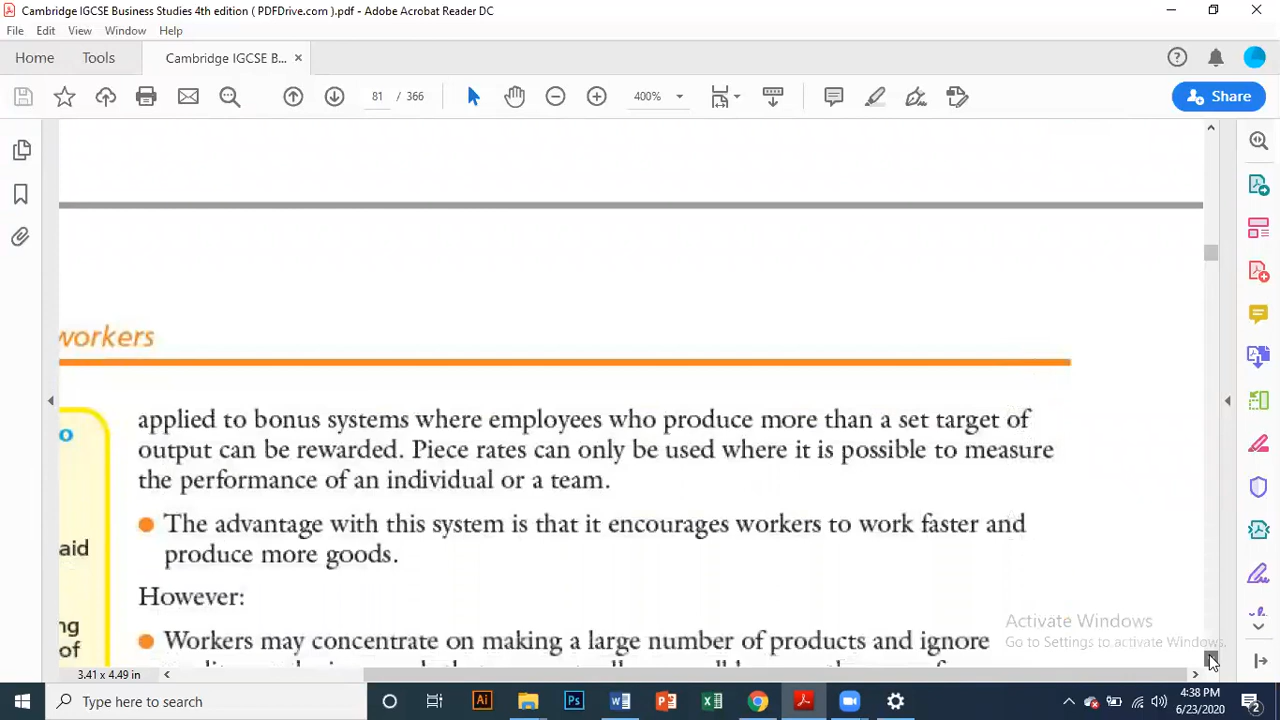 Cambridge IGCSE Business Studies 4th edition ( PDFDrive.com ).pdf - Adobe Acrobat Reader DC
File Edit View Window Help
Home Tools Cambridge IGCSE B... ×
81 / 366 400% Share
workers
applied to bonus systems where employees who produce more than a set target of
output can be rewarded. Piece rates can only be used where it is possible to measure
the performance of an individual or a team.
The advantage with this system is that it encourages workers to work faster and
produce more goods.
However:
Workers may concentrate on making a large number of products and ignore
o
aid
ng
of
Activate Windows
Go to Settings to activate Windows.
3.41 x 4.49 in
Type here to search
4:38 PM
6/23/2020
2